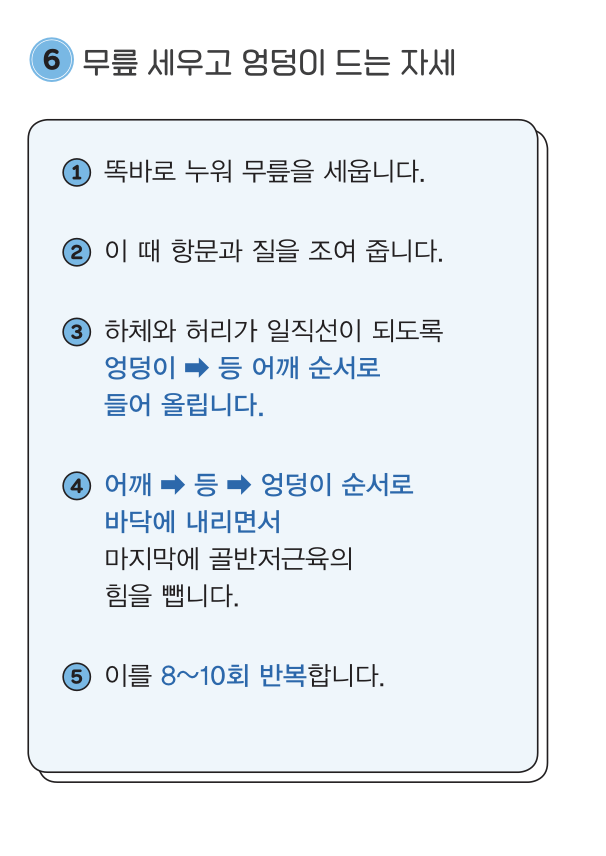 6 무릎 세우고 엉덩이 드는 자세
1 똑바로 누워 무릎을 세웁니다.
2 이 때 항문과 질을 조여 줍니다.
3 하체와 허리가 일직선이 되도록
엉덩이 ➡ 등 어깨 순서로
들어 올립니다.
4 어깨 ➡ 등 ➡ 엉덩이 순서로
바닥에 내리면서
마지막에 골반저근육의
힘을 뺍니다.
5 이를 8~10회 반복합니다.